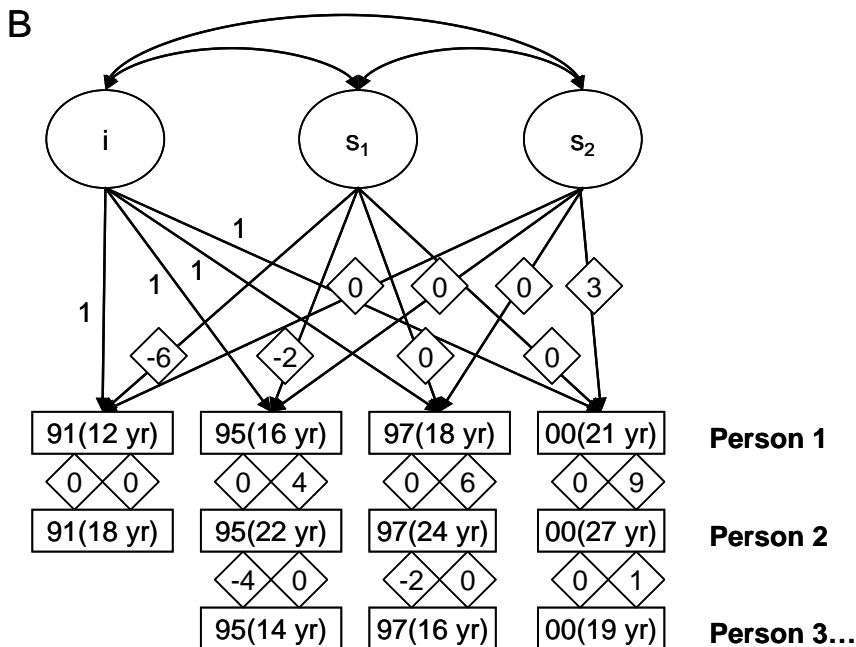 B
i s₁ s₂
1
1 1
1
0 0 0 3
-6 -2 0 0
91(12 yr) 95(16 yr) 97(18 yr) 00(21 yr) Person 1
0 0 0 4 0 6 0 9
91(18 yr) 95(22 yr) 97(24 yr) 00(27 yr) Person 2
-4 0 -2 0 0 1
95(14 yr) 97(16 yr) 00(19 yr) Person 3…